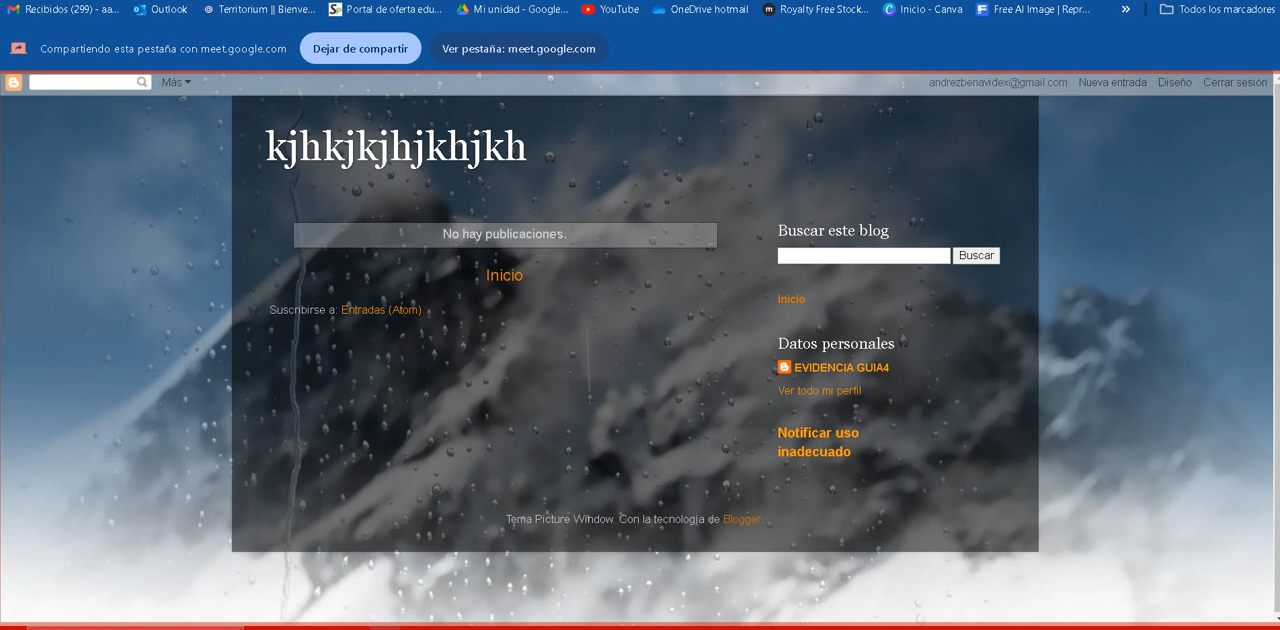 Recibidos (299) - aa... Outlook Territorium || Bienve... Portal de oferta edu... Mi unidad - Google... YouTube OneDrive hotmail Royalty Free Stock... Inicio - Canva Free AI Image | Repr... » Todos los marcadores
Compartiendo esta pestaña con meet.google.com Dejar de compartir Ver pestaña: meet.google.com
Más andrezbenavidex@gmail.com Nueva entrada Diseño Cerrar sesión
kjhkjkjhjkhjkh
No hay publicaciones.
Inicio
Suscribirse a: Entradas (Atom)
Buscar este blog
Buscar
Inicio
Datos personales
EVIDENCIA GUIA4
Ver todo mi perfil
Notificar uso
inadecuado
Tema Picture Window. Con la tecnología de Blogger.